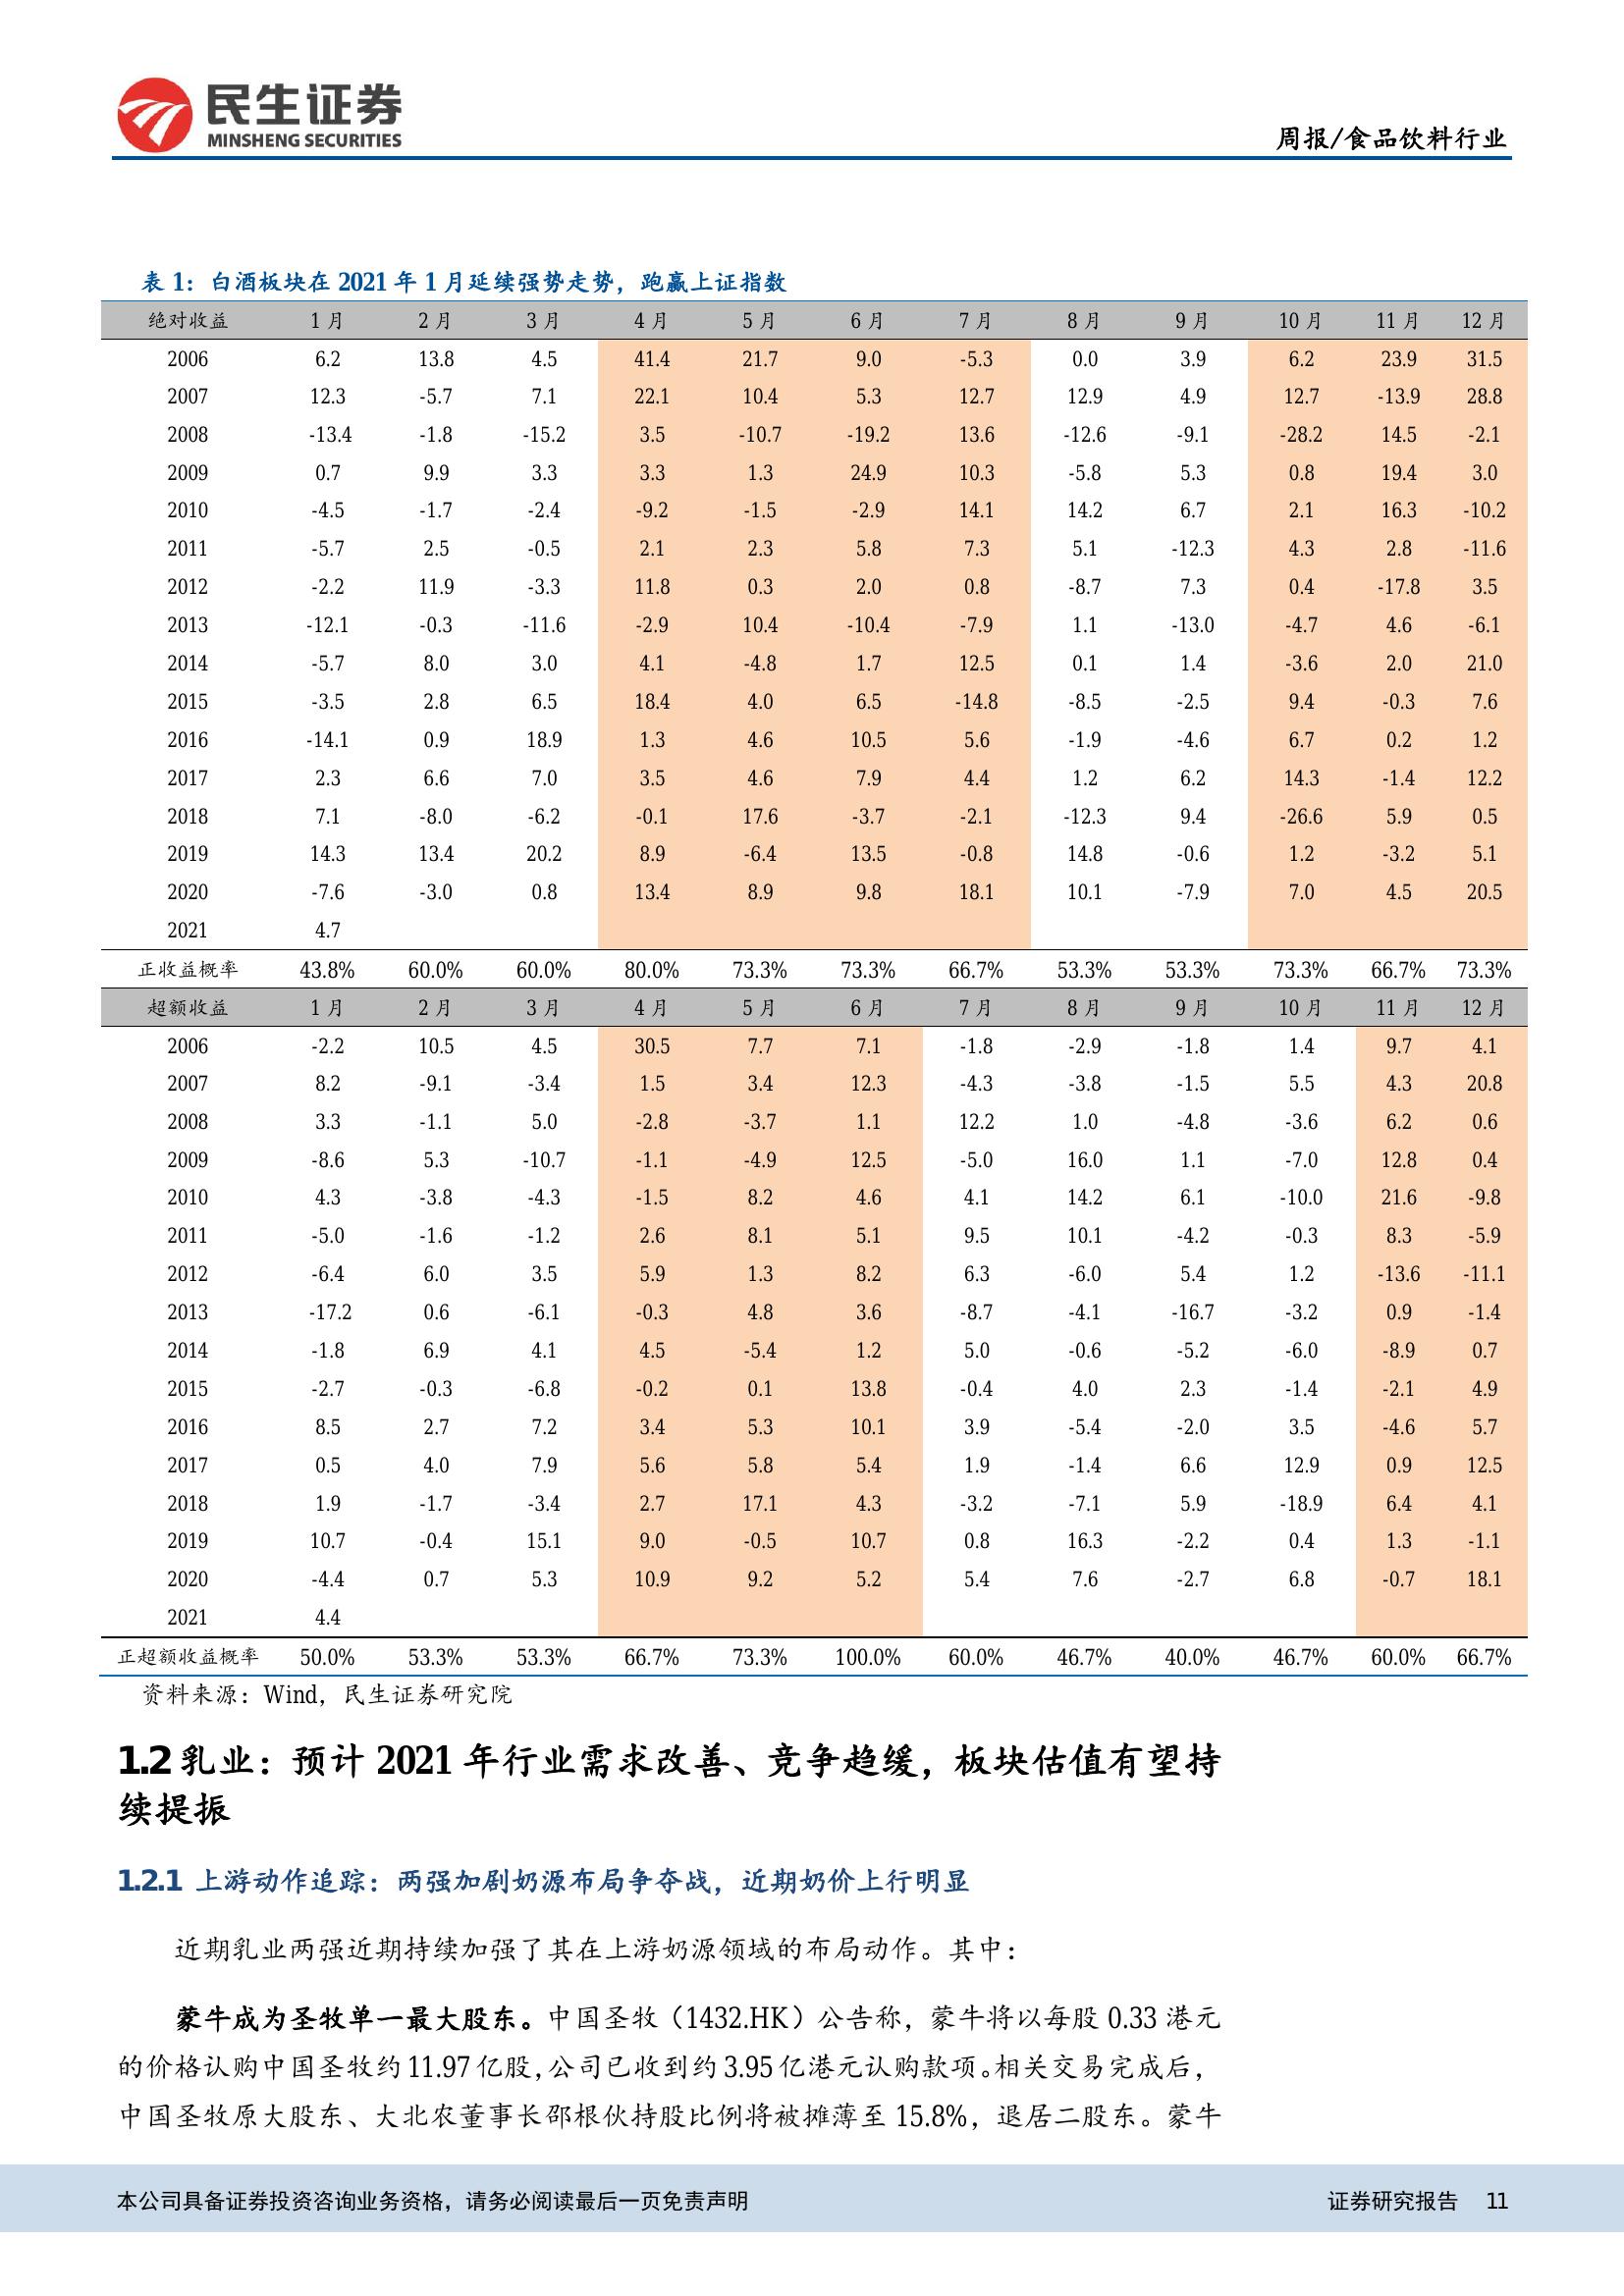 民生证券
MINSHENG SECURITIES
周报/食品饮料行业
表 1：白酒板块在 2021 年 1 月延续强势走势，跑赢上证指数
绝对收益 1 月 2 月 3 月 4 月 5 月 6 月 7 月 8 月 9 月 10 月 11 月 12 月
2006 6.2 13.8 4.5 41.4 21.7 9.0 -5.3 0.0 3.9 6.2 23.9 31.5
2007 12.3 -5.7 7.1 22.1 10.4 5.3 12.7 12.9 4.9 12.7 -13.9 28.8
2008 -13.4 -1.8 -15.2 3.5 -10.7 -19.2 13.6 -12.6 -9.1 -28.2 14.5 -2.1
2009 0.7 9.9 3.3 3.3 1.3 24.9 10.3 -5.8 5.3 0.8 19.4 3.0
2010 -4.5 -1.7 -2.4 -9.2 -1.5 -2.9 14.1 14.2 6.7 2.1 16.3 -10.2
2011 -5.7 2.5 -0.5 2.1 2.3 5.8 7.3 5.1 -12.3 4.3 2.8 -11.6
2012 -2.2 11.9 -3.3 11.8 0.3 2.0 0.8 -8.7 7.3 0.4 -17.8 3.5
2013 -12.1 -0.3 -11.6 -2.9 10.4 -10.4 -7.9 1.1 -13.0 -4.7 4.6 -6.1
2014 -5.7 8.0 3.0 4.1 -4.8 1.7 12.5 0.1 1.4 -3.6 2.0 21.0
2015 -3.5 2.8 6.5 18.4 4.0 6.5 -14.8 -8.5 -2.5 9.4 -0.3 7.6
2016 -14.1 0.9 18.9 1.3 4.6 10.5 5.6 -1.9 -4.6 6.7 0.2 1.2
2017 2.3 6.6 7.0 3.5 4.6 7.9 4.4 1.2 6.2 14.3 -1.4 12.2
2018 7.1 -8.0 -6.2 -0.1 17.6 -3.7 -2.1 -12.3 9.4 -26.6 5.9 0.5
2019 14.3 13.4 20.2 8.9 -6.4 13.5 -0.8 14.8 -0.6 1.2 -3.2 5.1
2020 -7.6 -3.0 0.8 13.4 8.9 9.8 18.1 10.1 -7.9 7.0 4.5 20.5
2021 4.7
正收益概率 43.8% 60.0% 60.0% 80.0% 73.3% 73.3% 66.7% 53.3% 53.3% 73.3% 66.7% 73.3%
超额收益 1 月 2 月 3 月 4 月 5 月 6 月 7 月 8 月 9 月 10 月 11 月 12 月
2006 -2.2 10.5 4.5 30.5 7.7 7.1 -1.8 -2.9 -1.8 1.4 9.7 4.1
2007 8.2 -9.1 -3.4 1.5 3.4 12.3 -4.3 -3.8 -1.5 5.5 4.3 20.8
2008 3.3 -1.1 5.0 -2.8 -3.7 1.1 12.2 1.0 -4.8 -3.6 6.2 0.6
2009 -8.6 5.3 -10.7 -1.1 -4.9 12.5 -5.0 16.0 1.1 -7.0 12.8 0.4
2010 4.3 -3.8 -4.3 -1.5 8.2 4.6 4.1 14.2 6.1 -10.0 21.6 -9.8
2011 -5.0 -1.6 -1.2 2.6 8.1 5.1 9.5 10.1 -4.2 -0.3 8.3 -5.9
2012 -6.4 6.0 3.5 5.9 1.3 8.2 6.3 -6.0 5.4 1.2 -13.6 -11.1
2013 -17.2 0.6 -6.1 -0.3 4.8 3.6 -8.7 -4.1 -16.7 -3.2 0.9 -1.4
2014 -1.8 6.9 4.1 4.5 -5.4 1.2 5.0 -0.6 -5.2 -6.0 -8.9 0.7
2015 -2.7 -0.3 -6.8 -0.2 0.1 13.8 -0.4 4.0 2.3 -1.4 -2.1 4.9
2016 8.5 2.7 7.2 3.4 5.3 10.1 3.9 -5.4 -2.0 3.5 -4.6 5.7
2017 0.5 4.0 7.9 5.6 5.8 5.4 1.9 -1.4 6.6 12.9 0.9 12.5
2018 1.9 -1.7 -3.4 2.7 17.1 4.3 -3.2 -7.1 5.9 -18.9 6.4 4.1
2019 10.7 -0.4 15.1 9.0 -0.5 10.7 0.8 16.3 -2.2 0.4 1.3 -1.1
2020 -4.4 0.7 5.3 10.9 9.2 5.2 5.4 7.6 -2.7 6.8 -0.7 18.1
2021 4.4
正超额收益概率 50.0% 53.3% 53.3% 66.7% 73.3% 100.0% 60.0% 46.7% 40.0% 46.7% 60.0% 66.7%
资料来源：Wind，民生证券研究院
1.2 乳业：预计 2021 年行业需求改善、竞争趋缓，板块估值有望持
续提振
1.2.1 上游动作追踪：两强加剧奶源布局争夺战，近期奶价上行明显
近期乳业两强近期持续加强了其在上游奶源领域的布局动作。其中：
蒙牛成为圣牧单一最大股东。中国圣牧（1432.HK）公告称，蒙牛将以每股 0.33 港元
的价格认购中国圣牧约 11.97 亿股，公司已收到约 3.95 亿港元认购款项。相关交易完成后，
中国圣牧原大股东、大北农董事长邵根伙持股比例将被摊薄至 15.8%，退居二股东。蒙牛
本公司具备证券投资咨询业务资格，请务必阅读最后一页免责声明 证券研究报告 11